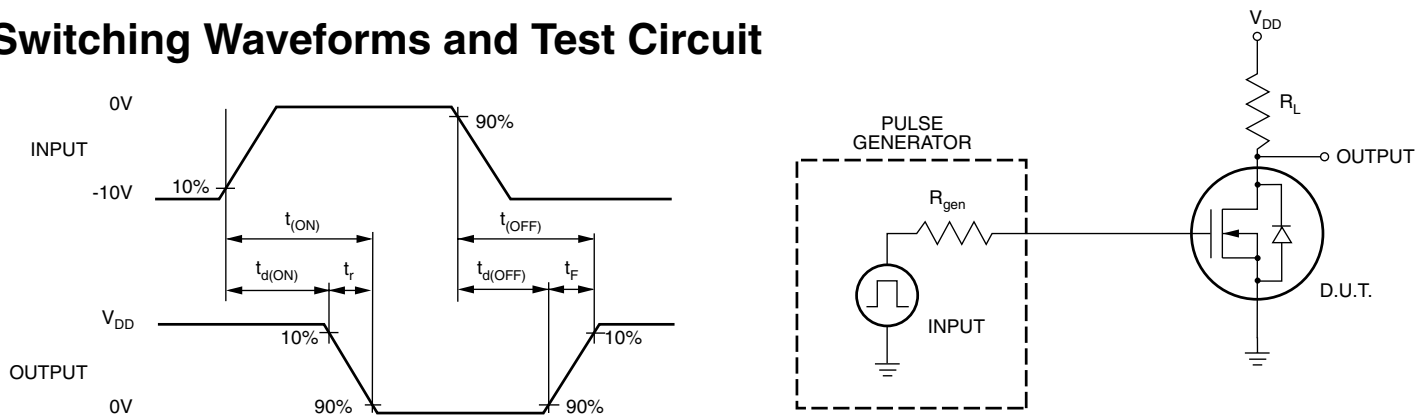 Switching Waveforms and Test Circuit
0V
INPUT
-10V
10%
90%
t(ON)
t(OFF)
td(ON)
tr
td(OFF)
tF
VDD
10%
10%
OUTPUT
0V
90%
90%
VDD
RL
PULSE
GENERATOR
OUTPUT
Rgen
D.U.T.
INPUT